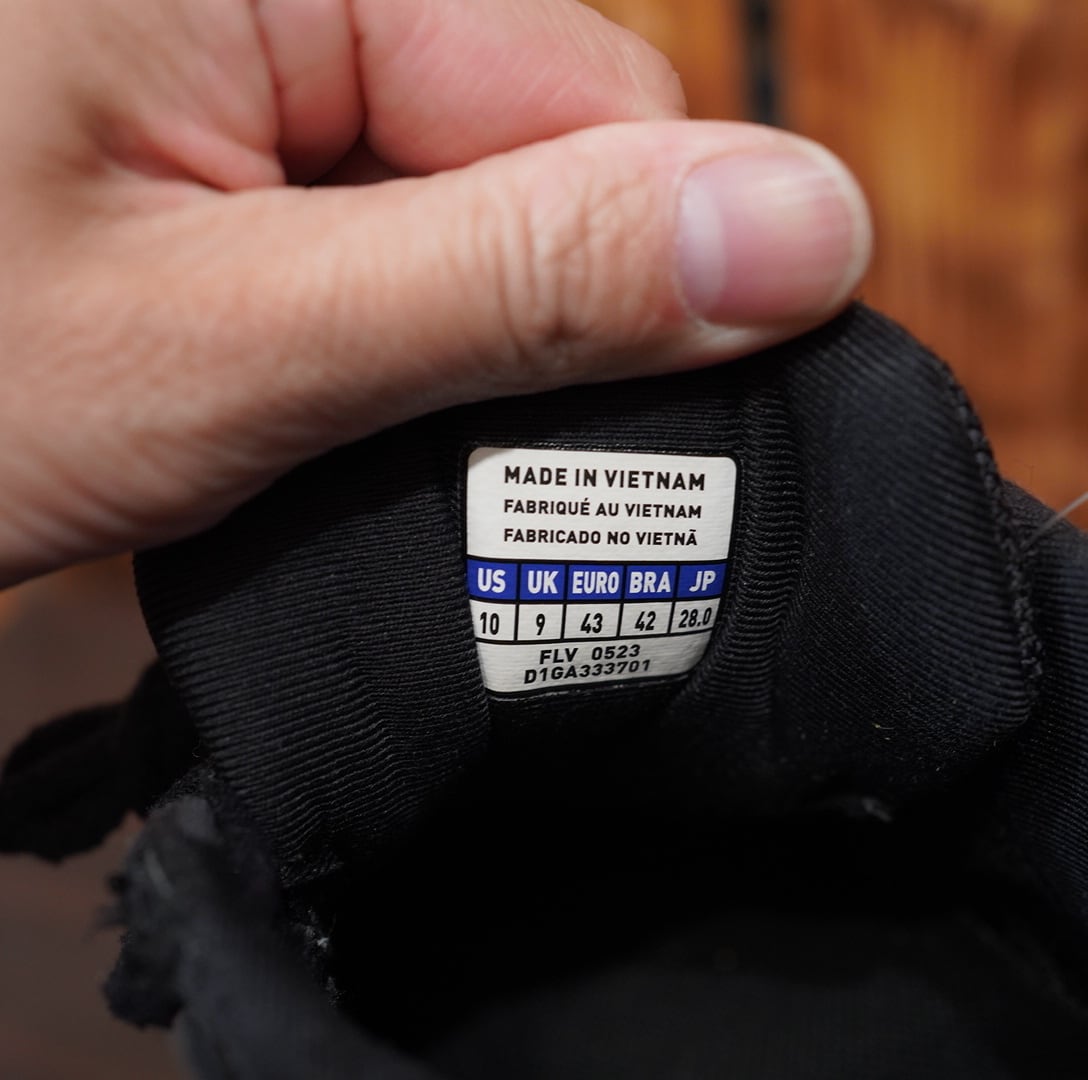 MADE IN VIETNAM
FABRIQUÉ AU VIETNAM
FABRICADO NO VIETNÃ
US UK EURO BRA JP
10 9 43 42 28.0
FLV 0523
D1GA333701